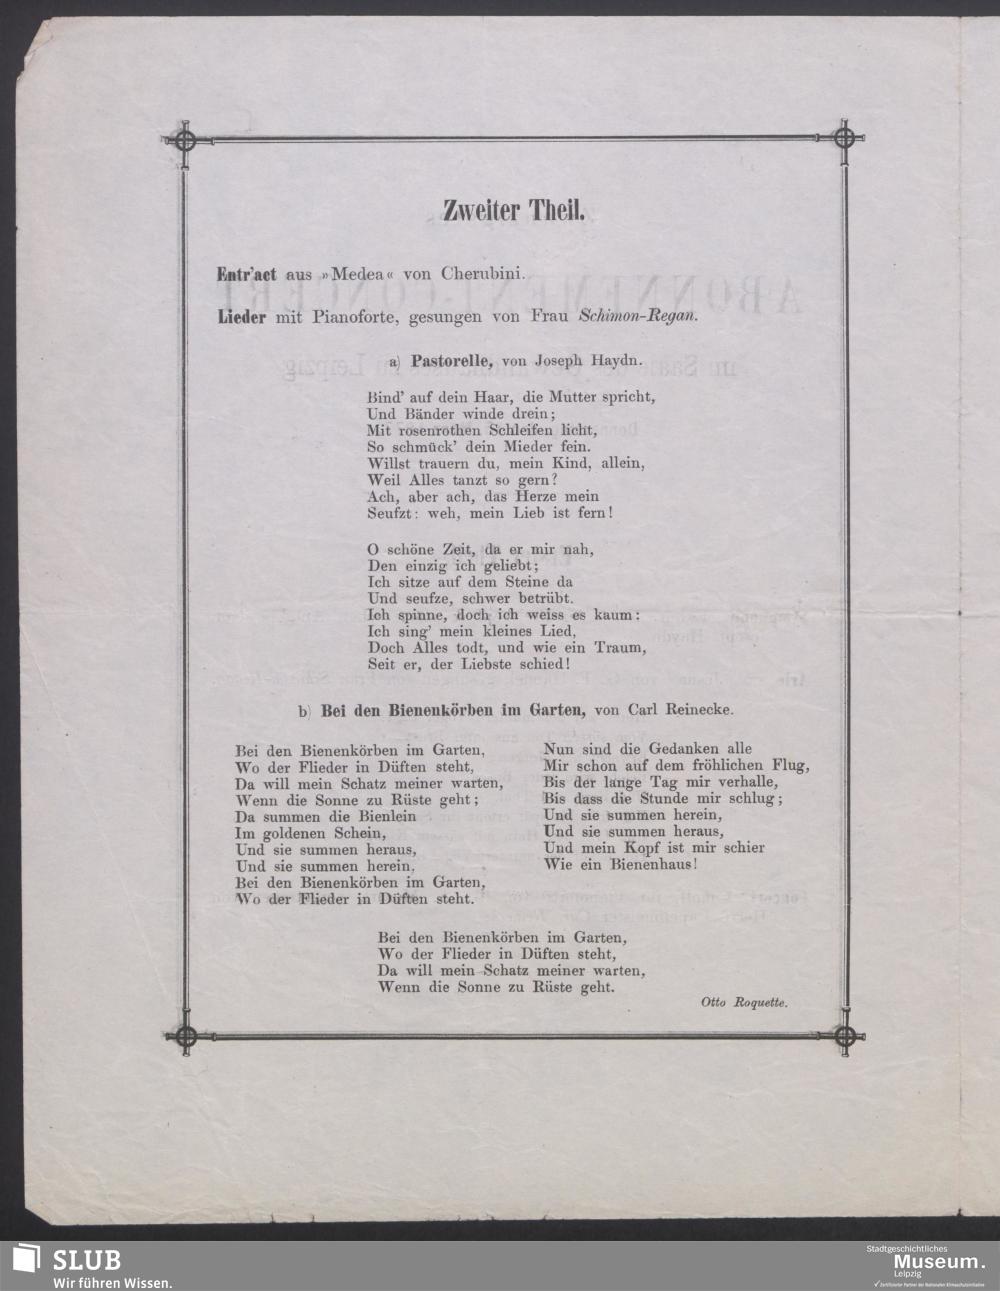 Zweiter Theil.
Entr'act aus »Medea« von Cherubini.
Lieder mit Pianoforte, gesungen von Frau Schimon-Regan.
a) Pastorelle, von Joseph Haydn.
Bind' auf dein Haar, die Mutter spricht,
Und Bänder winde drein;
Mit rosenrothen Schleifen licht,
So schmück' dein Mieder fein.
Willst trauern du, mein Kind, allein,
Weil Alles tanzt so gern?
Ach, aber ach, das Herze mein
Seufzt: weh, mein Lieb ist fern!
O schöne Zeit, da er mir nah,
Den einzig ich geliebt;
Ich sitze auf dem Steine da
Und seufze, schwer betrübt.
Ich spinne, doch ich weiss es kaum:
Ich sing' mein kleines Lied,
Doch Alles todt, und wie ein Traum,
Seit er, der Liebste schied!
b) Bei den Bienenkörben im Garten, von Carl Reinecke.
Bei den Bienenkörben im Garten,
Wo der Flieder in Düften steht,
Da will mein Schatz meiner warten,
Wenn die Sonne zu Rüste geht;
Da summen die Bienlein
Im goldenen Schein,
Und sie summen heraus,
Und sie summen herein,
Bei den Bienenkörben im Garten,
Wo der Flieder in Düften steht.
Nun sind die Gedanken alle
Mir schon auf dem fröhlichen Flug,
Bis der lange Tag mir verhalle,
Bis dass die Stunde mir schlug;
Und sie summen herein,
Und sie summen heraus,
Und mein Kopf ist mir schier
Wie ein Bienenhaus!
Bei den Bienenkörben im Garten,
Wo der Flieder in Düften steht,
Da will mein Schatz meiner warten,
Wenn die Sonne zu Rüste geht.
Otto Roquette.
SLUB
Wir führen Wissen.
Stadtgeschichtliches
Museum.
Leipzig
Zertifizierter Partner der Nationalen Klimaschutzinitiative